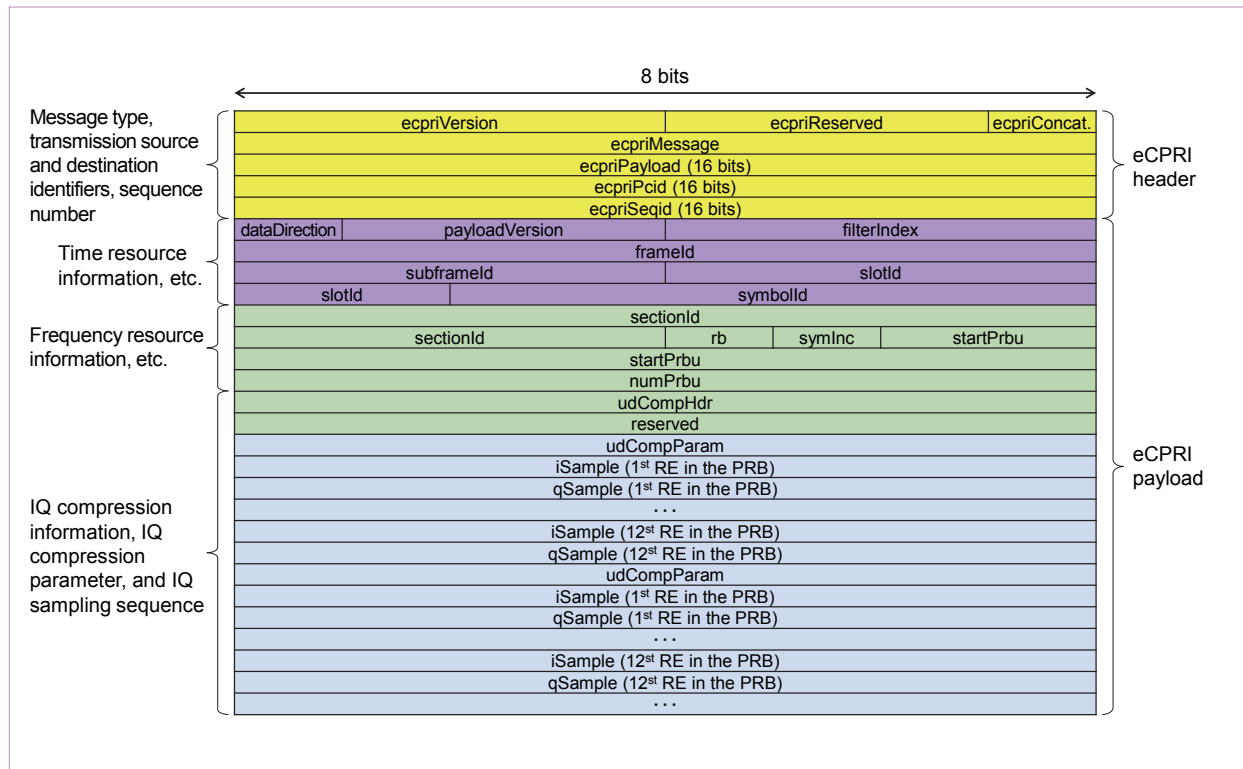 8 bits
Message type,
transmission source
and destination
identifiers, sequence
number
ecpriVersion ecpriReserved ecpriConcat.
ecpriMessage
ecpriPayload (16 bits)
ecpriPcid (16 bits)
ecpriSeqid (16 bits)
eCPRI
header
Time resource
information, etc.
dataDirection payloadVersion filterIndex
frameId
subframeId slotId
slotId symbolId
Frequency resource
information, etc.
sectionId
sectionId rb symInc startPrbu
startPrbu
numPrbu
IQ compression
information, IQ
compression
parameter, and IQ
sampling sequence
udCompHdr
reserved
udCompParam
iSample (1st RE in the PRB)
qSample (1st RE in the PRB)
...
iSample (12st RE in the PRB)
qSample (12st RE in the PRB)
udCompParam
iSample (1st RE in the PRB)
qSample (1st RE in the PRB)
...
iSample (12st RE in the PRB)
qSample (12st RE in the PRB)
...
eCPRI
payload